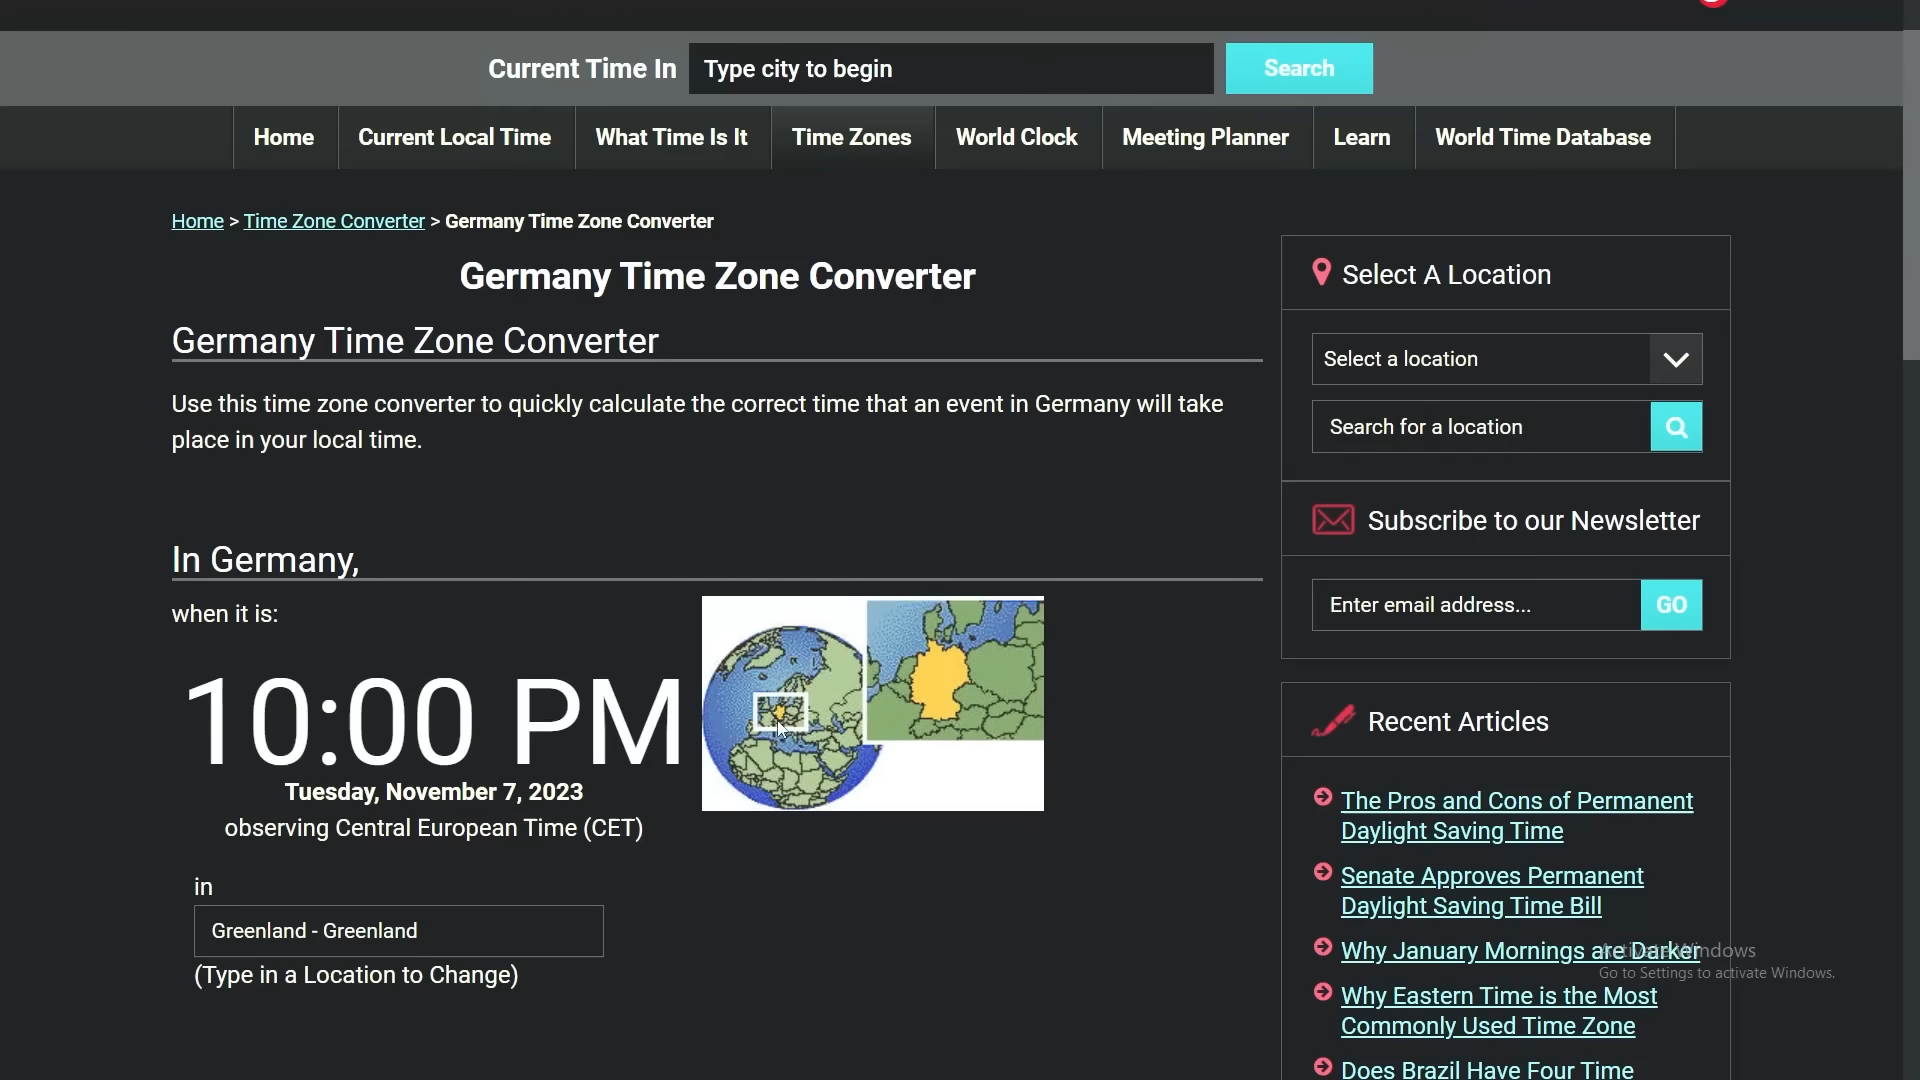 Current Time In
Type city to begin
Search
Home
Current Local Time
What Time Is It
Time Zones
World Clock
Meeting Planner
Learn
World Time Database
Home > Time Zone Converter > Germany Time Zone Converter
Germany Time Zone Converter
Germany Time Zone Converter
Use this time zone converter to quickly calculate the correct time that an event in Germany will take
place in your local time.
In Germany,
when it is:
10:00 PM
Tuesday, November 7, 2023
observing Central European Time (CET)
in
Greenland - Greenland
(Type in a Location to Change)
Select A Location
Select a location
Search for a location
Subscribe to our Newsletter
Enter email address...
GO
Recent Articles
The Pros and Cons of Permanent
Daylight Saving Time
Senate Approves Permanent
Daylight Saving Time Bill
Why January Mornings are Darker
Why Eastern Time is the Most
Commonly Used Time Zone
Does Brazil Have Four Time
Activate Windows
Go to Settings to activate Windows.